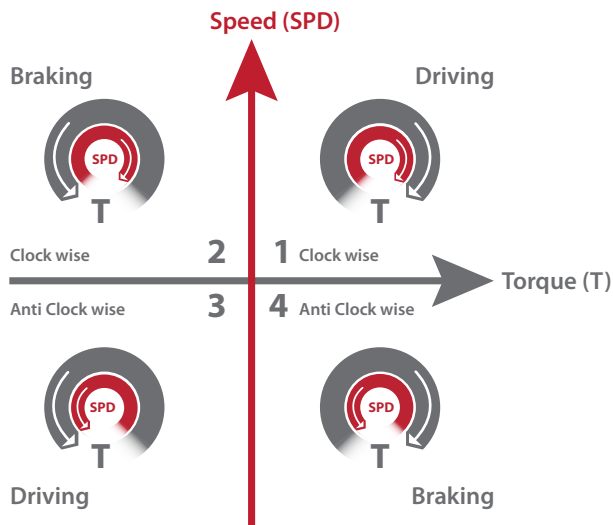 Speed (SPD)
Braking
Driving
SPD
T
SPD
T
Clock wise
2
1
Clock wise
Torque (T)
Anti Clock wise
3
4
Anti Clock wise
SPD
T
SPD
T
Driving
Braking